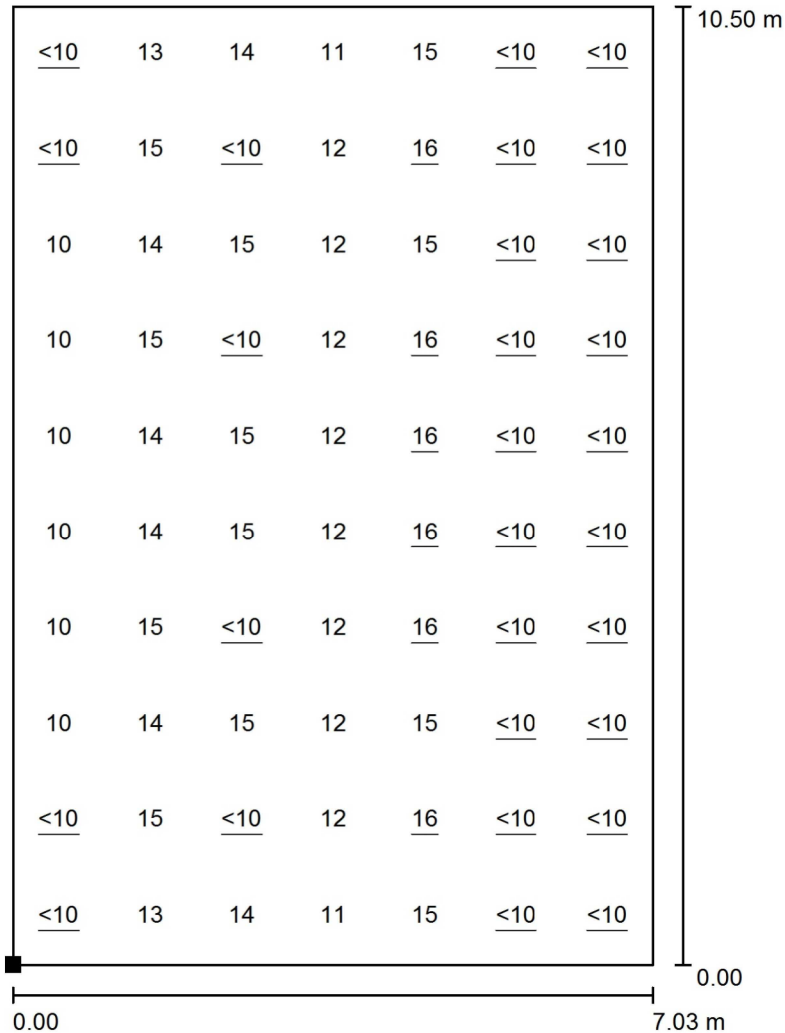 10.50 m
<10 13 14 11 15 <10 <10
<10 15 <10 12 16 <10 <10
10 14 15 12 15 <10 <10
10 15 <10 12 16 <10 <10
10 14 15 12 16 <10 <10
10 14 15 12 16 <10 <10
10 15 <10 12 16 <10 <10
10 14 15 12 15 <10 <10
<10 15 <10 12 16 <10 <10
<10 13 14 11 15 <10 <10
0.00
0.00 7.03 m